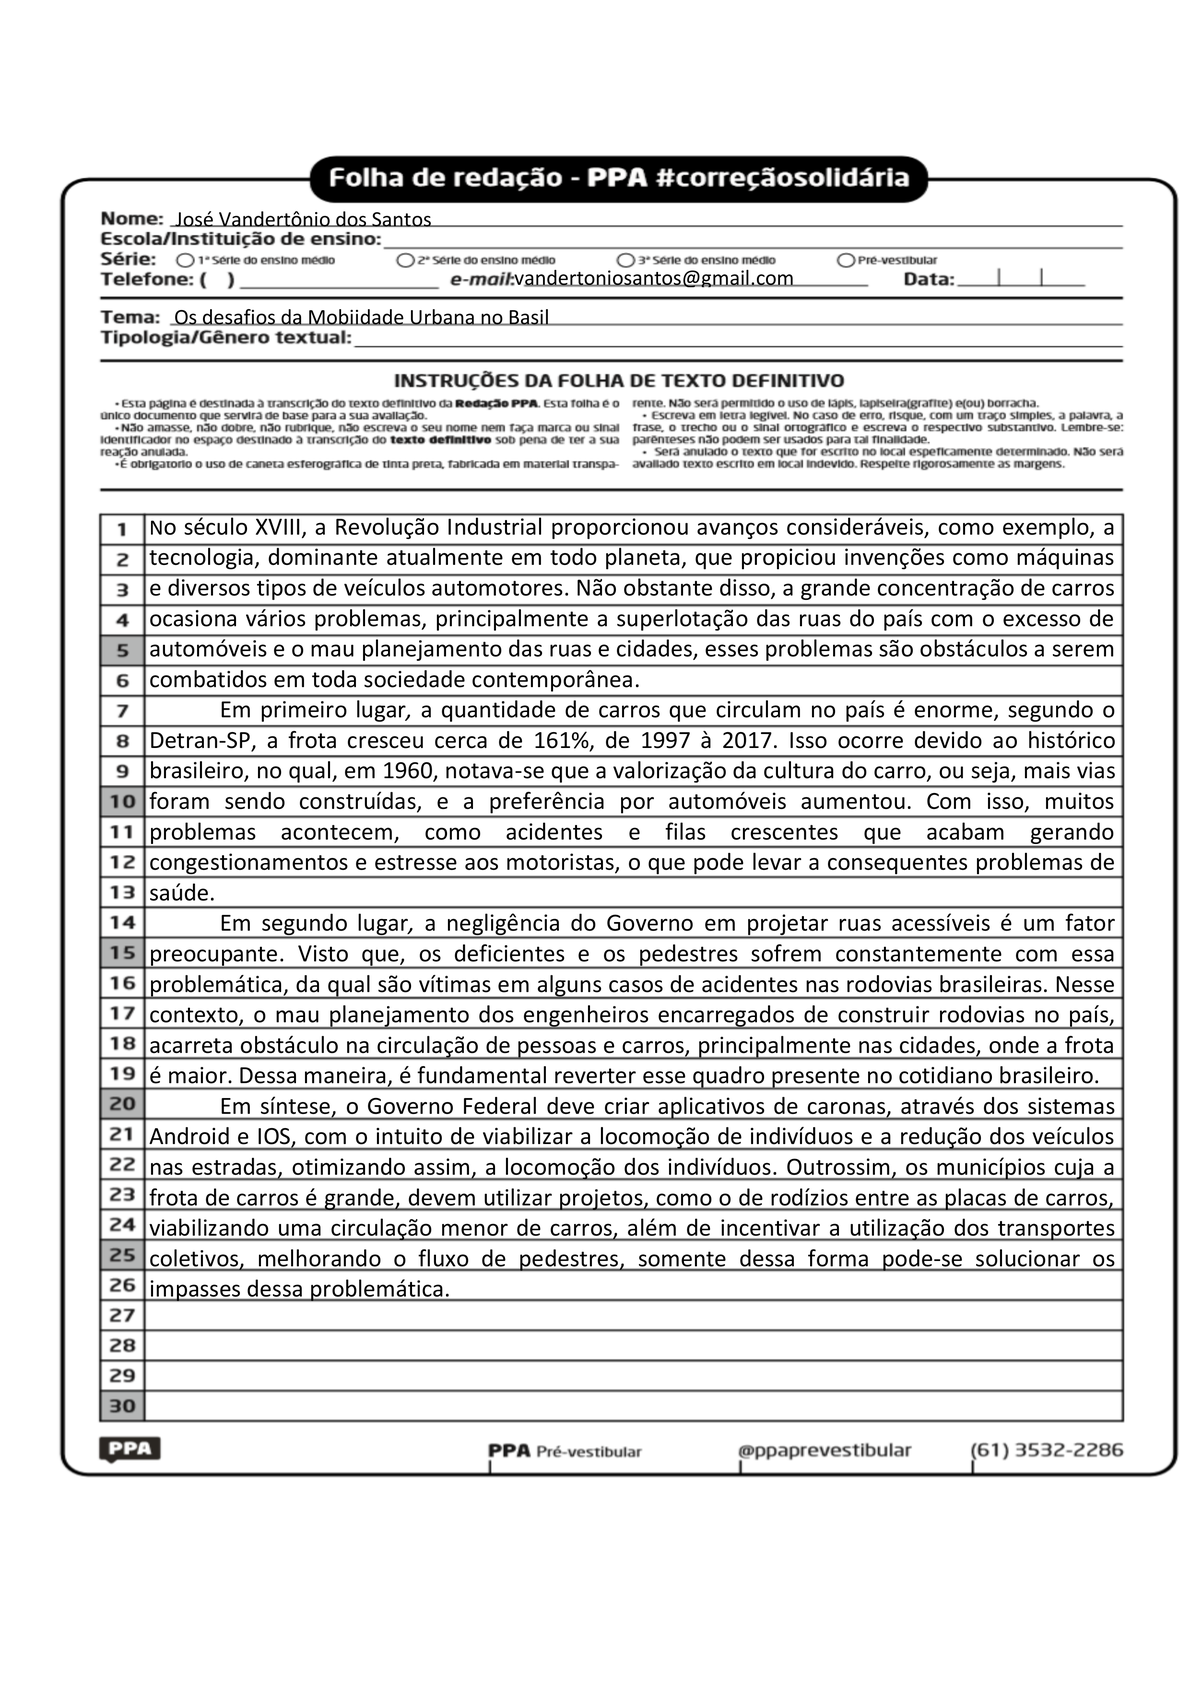 Folha de redação - PPA #correçãosolidária
Nome: José Vandertônio dos Santos
Escola/Instituição de ensino:
Série: 1ª Série do ensino médio 2ª Série do ensino médio 3ª Série do ensino médio Pré-vestibular
Telefone: ( ) e-mail:vandertoniosantos@gmail.com Data:
Tema: Os desafios da Mobiidade Urbana no Basil
Tipologia/Gênero textual:
INSTRUÇÕES DA FOLHA DE TEXTO DEFINITIVO
• Esta página é destinada à transcrição do texto definitivo da Redação PPA. Esta folha é o
único documento que servirá de base para a sua avaliação.
•Não amasse, não dobre, não rubrique, não escreva o seu nome nem faça marca ou sinal
identificador no espaço destinado à transcrição do texto definitivo sob pena de ter a sua
reação anulada.
•É obrigatorio o uso de caneta esferográfica de tinta preta, fabricada em material transpa-
rente. Não será permitido o uso de lápis, lapiseira(grafite) e(ou) borracha.
• Escreva em letra legível. No caso de erro, risque, com um traço simples, a palavra, a
frase, o trecho ou o sinal ortográfico e escreva o respectivo substantivo. Lembre-se:
parênteses não podem ser usados para tal finalidade.
• Será anulado o texto que for escrito no local espeficamente determinado. Não será
avaliado texto escrito em local indevido. Respeite rigorosamente as margens.
1 No século XVIII, a Revolução Industrial proporcionou avanços consideráveis, como exemplo, a
2 tecnologia, dominante atualmente em todo planeta, que propiciou invenções como máquinas
3 e diversos tipos de veículos automotores. Não obstante disso, a grande concentração de carros
4 ocasiona vários problemas, principalmente a superlotação das ruas do país com o excesso de
5 automóveis e o mau planejamento das ruas e cidades, esses problemas são obstáculos a serem
6 combatidos em toda sociedade contemporânea.
7 Em primeiro lugar, a quantidade de carros que circulam no país é enorme, segundo o
8 Detran-SP, a frota cresceu cerca de 161%, de 1997 à 2017. Isso ocorre devido ao histórico
9 brasileiro, no qual, em 1960, notava-se que a valorização da cultura do carro, ou seja, mais vias
10 foram sendo construídas, e a preferência por automóveis aumentou. Com isso, muitos
11 problemas acontecem, como acidentes e filas crescentes que acabam gerando
12 congestionamentos e estresse aos motoristas, o que pode levar a consequentes problemas de
13 saúde.
14 Em segundo lugar, a negligência do Governo em projetar ruas acessíveis é um fator
15 preocupante. Visto que, os deficientes e os pedestres sofrem constantemente com essa
16 problemática, da qual são vítimas em alguns casos de acidentes nas rodovias brasileiras. Nesse
17 contexto, o mau planejamento dos engenheiros encarregados de construir rodovias no país,
18 acarreta obstáculo na circulação de pessoas e carros, principalmente nas cidades, onde a frota
19 é maior. Dessa maneira, é fundamental reverter esse quadro presente no cotidiano brasileiro.
20 Em síntese, o Governo Federal deve criar aplicativos de caronas, através dos sistemas
21 Android e IOS, com o intuito de viabilizar a locomoção de indivíduos e a redução dos veículos
22 nas estradas, otimizando assim, a locomoção dos indivíduos. Outrossim, os municípios cuja a
23 frota de carros é grande, devem utilizar projetos, como o de rodízios entre as placas de carros,
24 viabilizando uma circulação menor de carros, além de incentivar a utilização dos transportes
25 coletivos, melhorando o fluxo de pedestres, somente dessa forma pode-se solucionar os
26 impasses dessa problemática.
27
28
29
30
PPA PPA Pré-vestibular @ppaprevestibular (61) 3532-2286